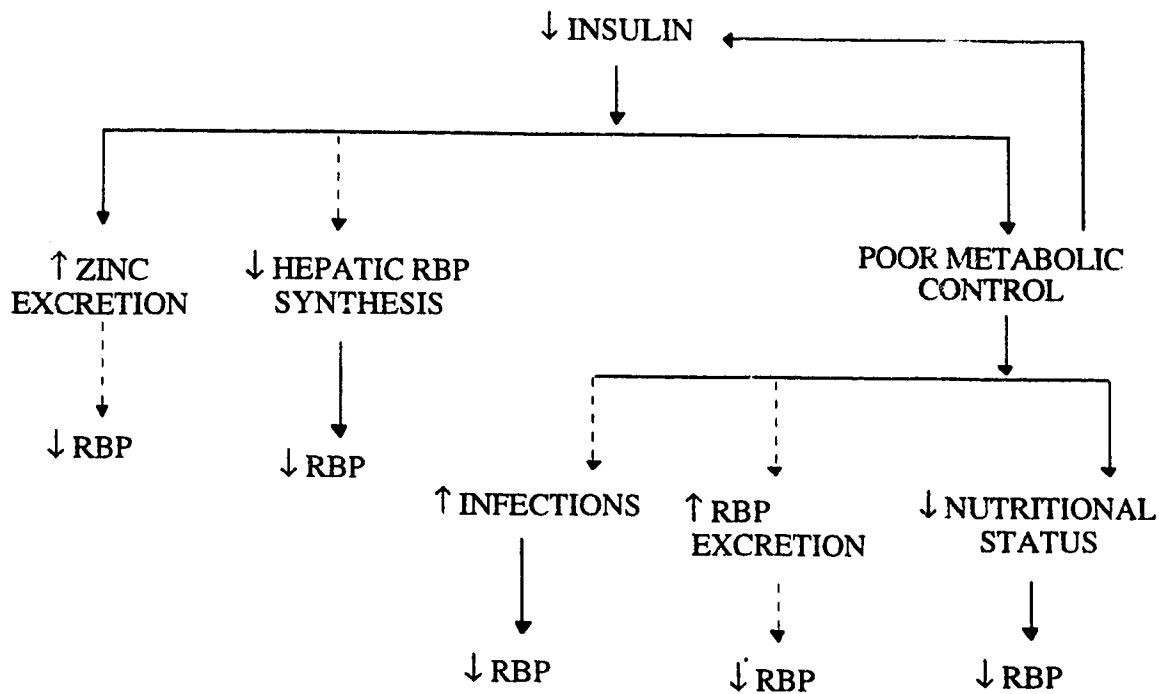 ↓ INSULIN
↑ ZINC
EXCRETION
↓ HEPATIC RBP
SYNTHESIS
POOR METABOLIC
CONTROL
↓ RBP
↓ RBP
↑ INFECTIONS
↑ RBP
EXCRETION
↓ NUTRITIONAL
STATUS
↓ RBP
↓ RBP
↓ RBP